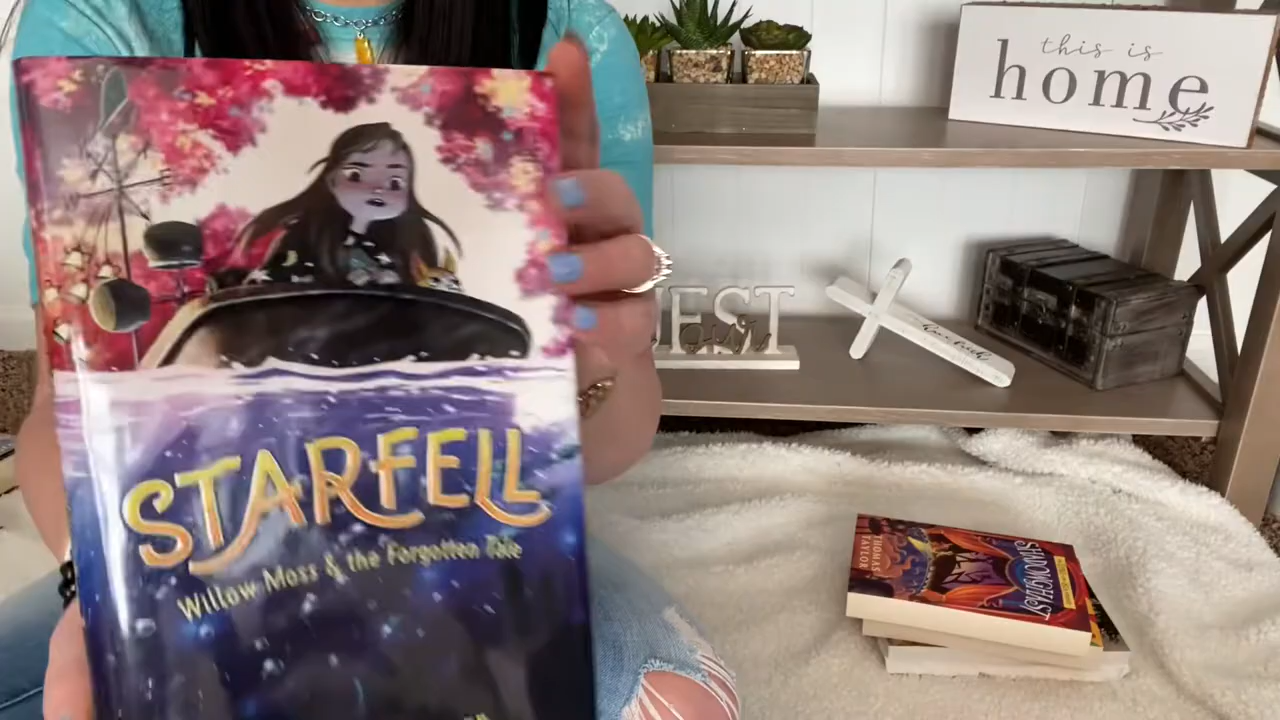 STARFELL
Willow Moss & the Forgotten Tale
this is
home
THOMAS
TAYLOR
SHADOWGHAST